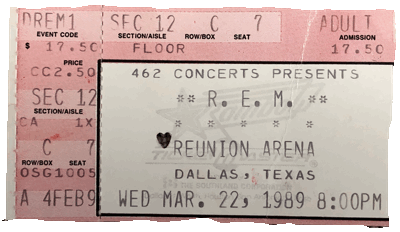 DREM1 SEC 12 C 7 ADULT
EVENT CODE SECTION/AISLE ROW/BOX SEAT ADMISSION
$ 17.50 FLOOR 17.50
PRICE
CC2.50
SEC 12
SECTION/AISLE
CA 1X
C 7
ROW/BOX SEAT
OSG1005
A 4FEB9
462 CONCERTS PRESENTS
** R.E.M. **
* * * * * *
REUNION ARENA
DALLAS, TEXAS
WED MAR. 22, 1989 8:00PM